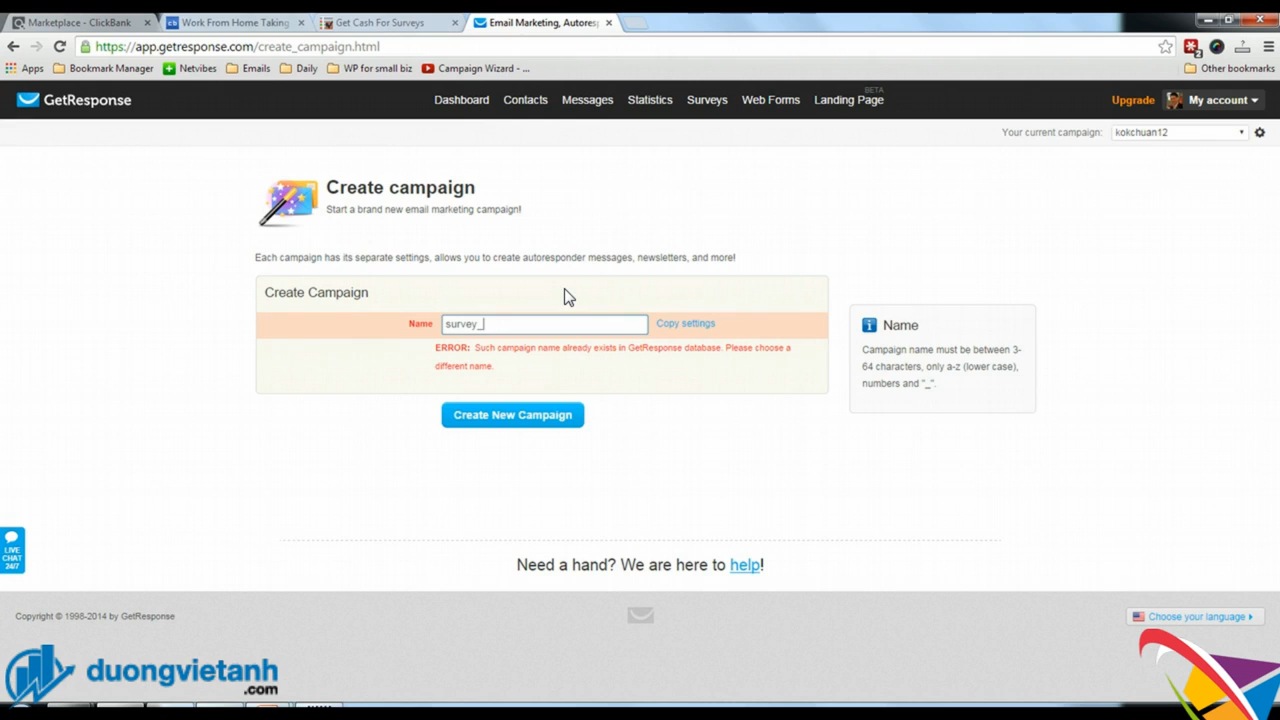 Marketplace - ClickBank
Work From Home Taking
Get Cash For Surveys
Email Marketing, Autores
https://app.getresponse.com/create_campaign.html
2
Apps Bookmark Manager Netvibes Emails Daily WP for small biz Campaign Wizard - ... Other bookmarks
BETA
GetResponse Dashboard Contacts Messages Statistics Surveys Web Forms Landing Page Upgrade My account
Your current campaign: kokchuan12
Create campaign
Start a brand new email marketing campaign!
Each campaign has its separate settings, allows you to create autoresponder messages, newsletters, and more!
Create Campaign
Name survey_ Copy settings
ERROR: Such campaign name already exists in GetResponse database. Please choose a
different name.
Create New Campaign
Name
Campaign name must be between 3-
64 characters, only a-z (lower case),
numbers and "_".
LIVE
CHAT
24/7
Need a hand? We are here to help!
Copyright © 1998-2014 by GetResponse
Choose your language
duongvietanh
.com